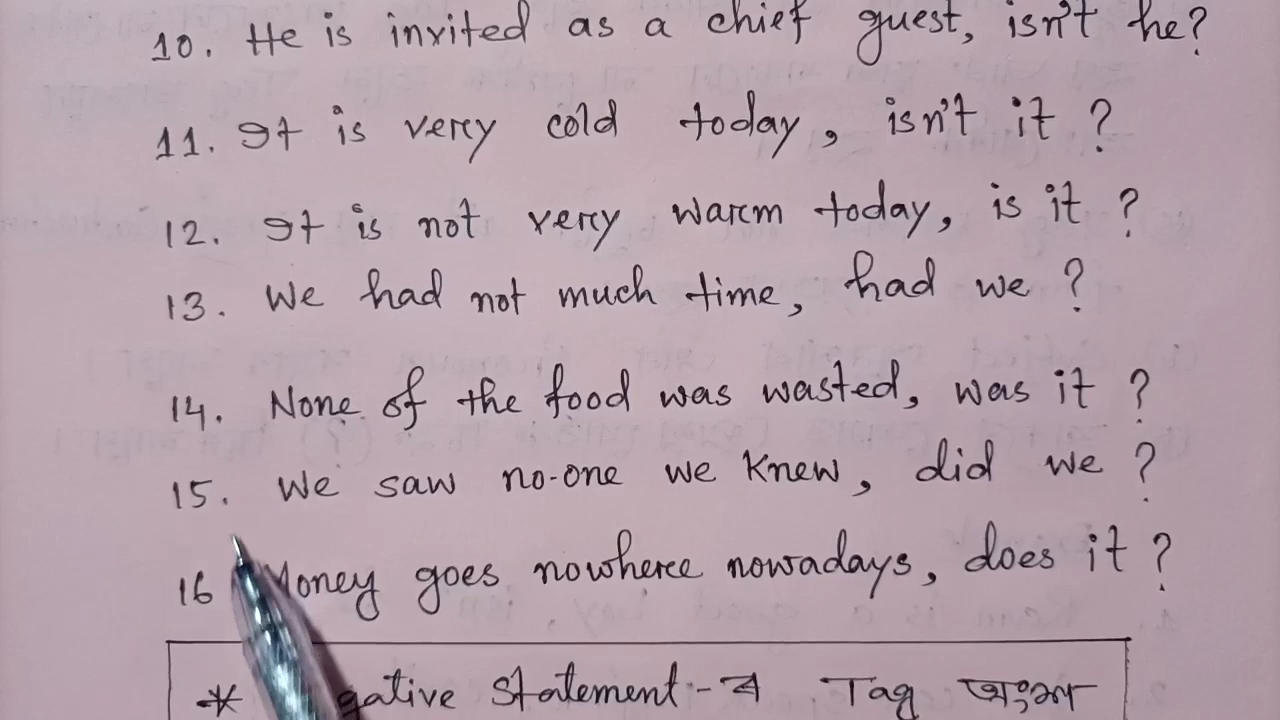 10. He is invited as a chief guest, isn't he?
11. It is very cold today, isn't it ?
12. It is not very warm today, is it ?
13. We had not much time, had we ?
14. None of the food was wasted, was it ?
15. We saw no-one we knew, did we ?
16 Money goes nowhere nowadays, does it ?
* gative Statement-র Tag অংশে